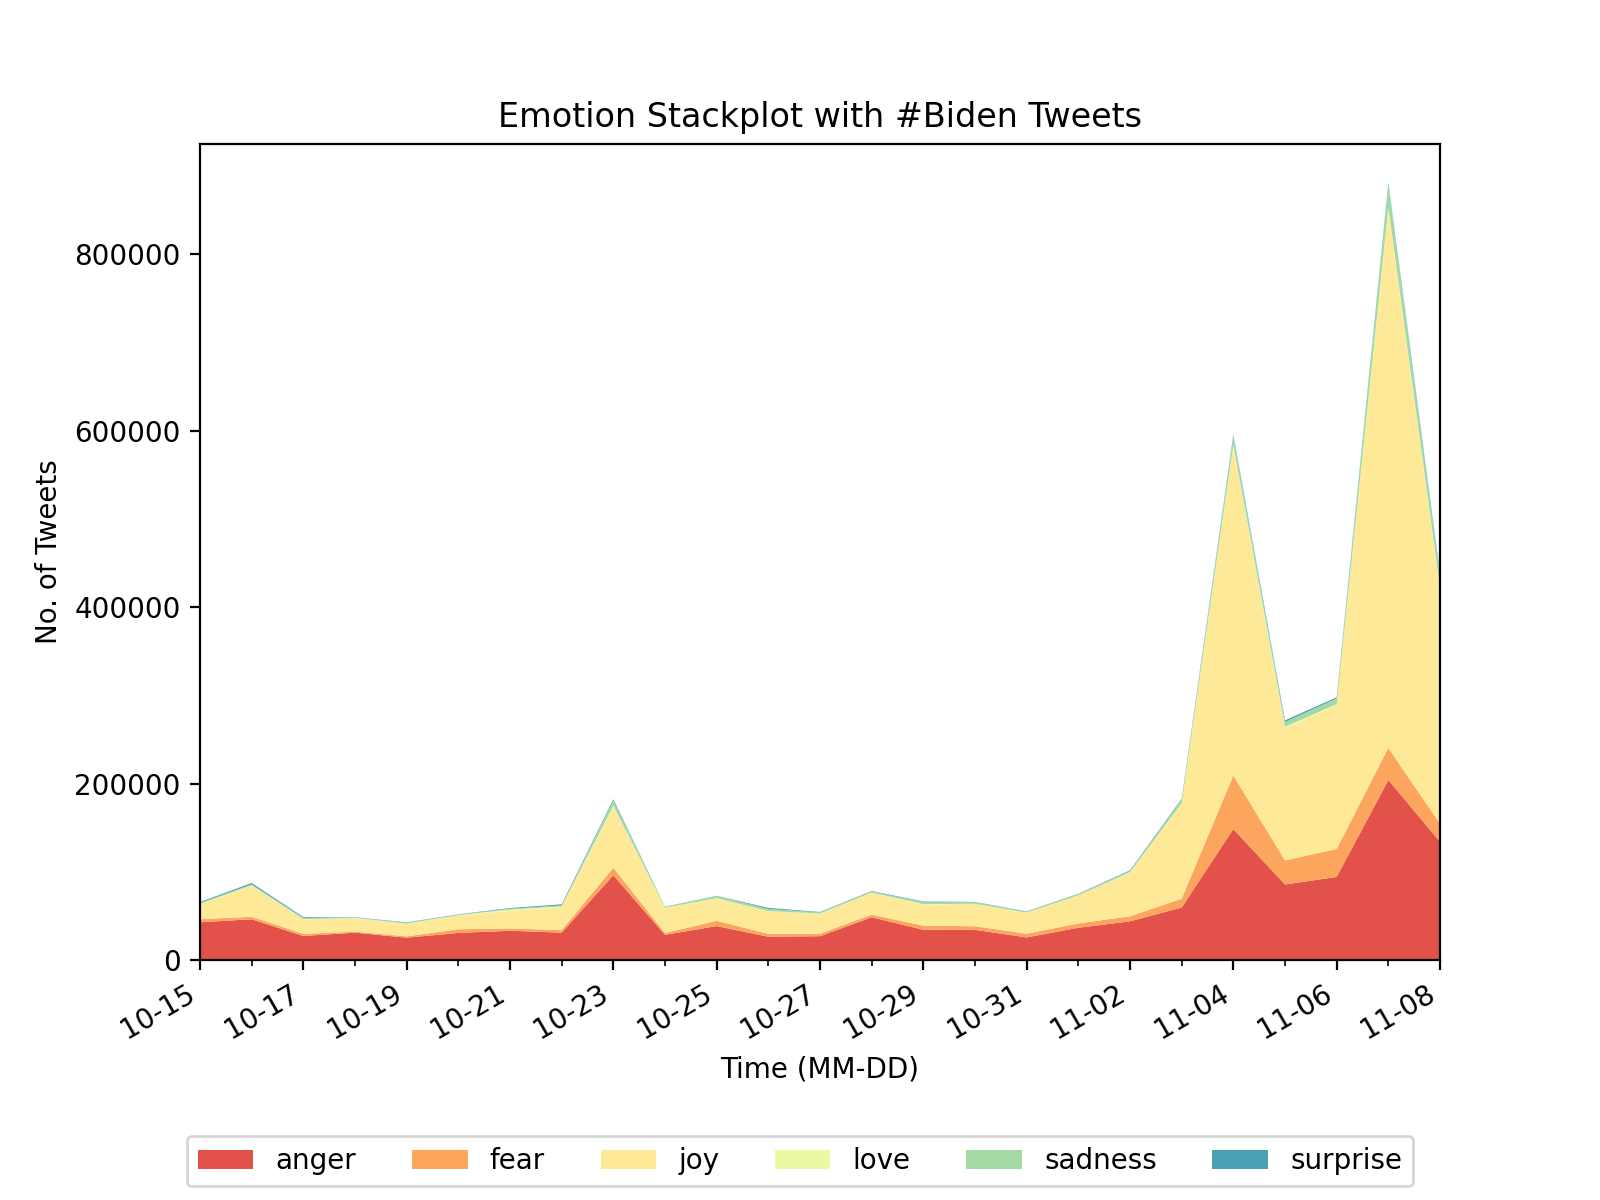 Emotion Stackplot with #Biden Tweets
No. of Tweets
800000
600000
400000
200000
0
10-15 10-17 10-19 10-21 10-23 10-25 10-27 10-29 10-31 11-02 11-04 11-06 11-08
Time (MM-DD)
anger fear joy love sadness surprise